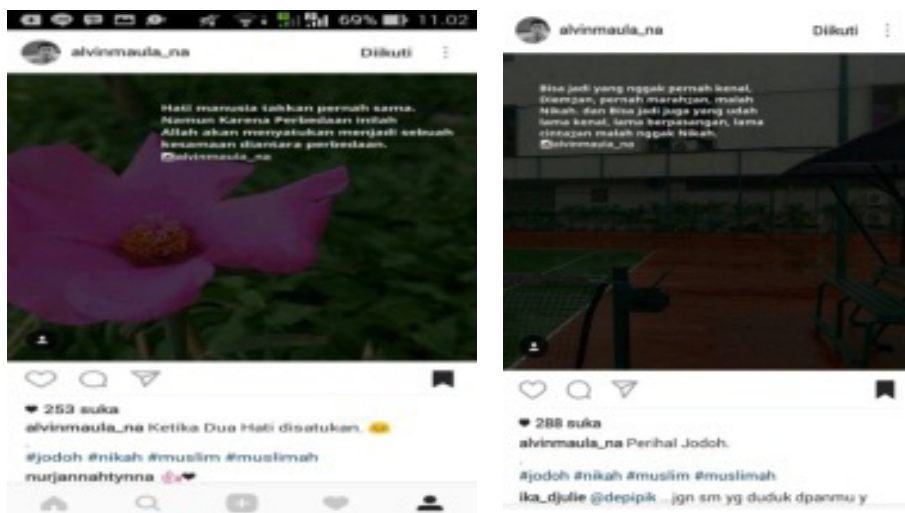 69% 11.02
alvinmaula_na Diikuti
Hati manusia takkan pernah sama.
Namun Karena Perbedaan inilah
Allah akan menyatukan menjadi sebuah
kesamaan diantara perbedaan.
alvinmaula_na
253 suka
alvinmaula_na Ketika Dua Hati disatukan.
.
#jodoh #nikah #muslim #muslimah
nurjannahtynna
alvinmaula_na Diikuti
Bisa jadi yang nggak pernah kenal,
Diemzan, pernah marahzan, malah
Nikah. dan Bisa jadi juga yang udah
lama kenal, lama berpasangan, lama
cintazan malah nggak Nikah.
alvinmaula_na
288 suka
alvinmaula_na Perihal Jodoh.
.
#jodoh #nikah #muslim #muslimah
ika_djulie @depipik ..jgn sm yg duduk dpanmu y